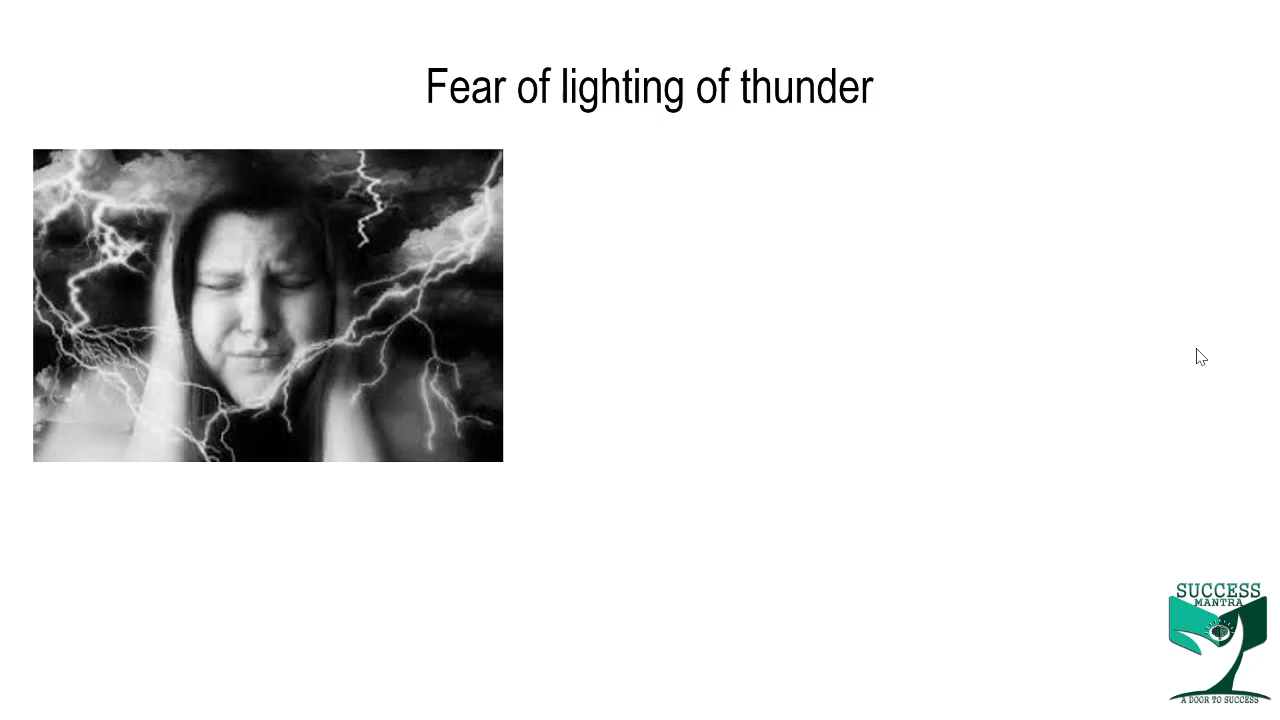 Fear of lighting of thunder
SUCCESS
MANTRA
A DOOR TO SUCCESS